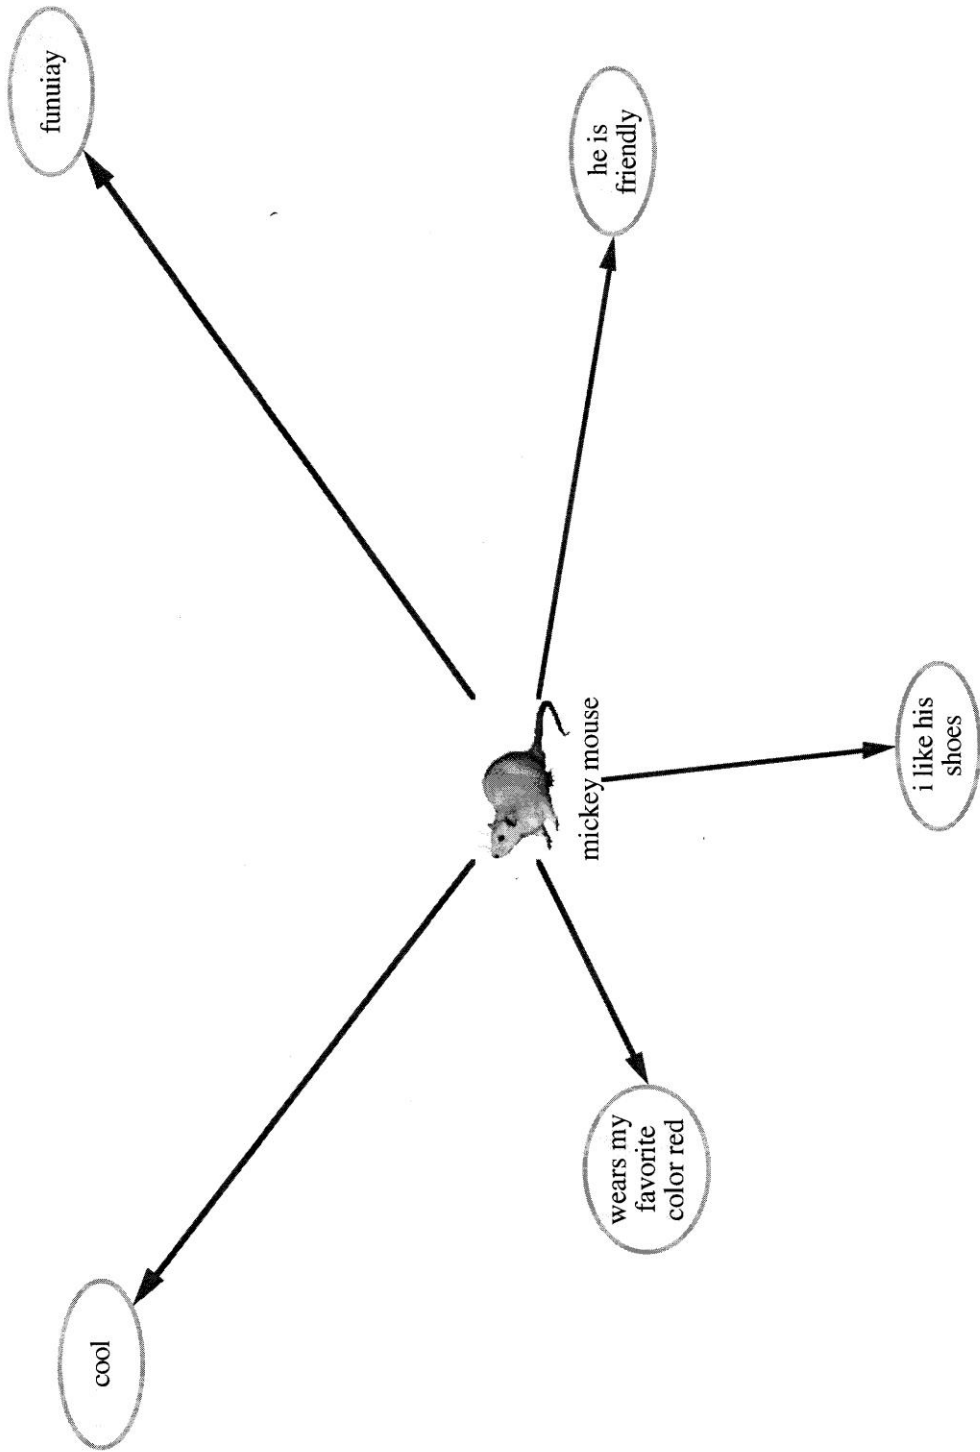 cool
funuiay
mickey mouse
wears my
favorite
color red
he is
friendly
i like his
shoes